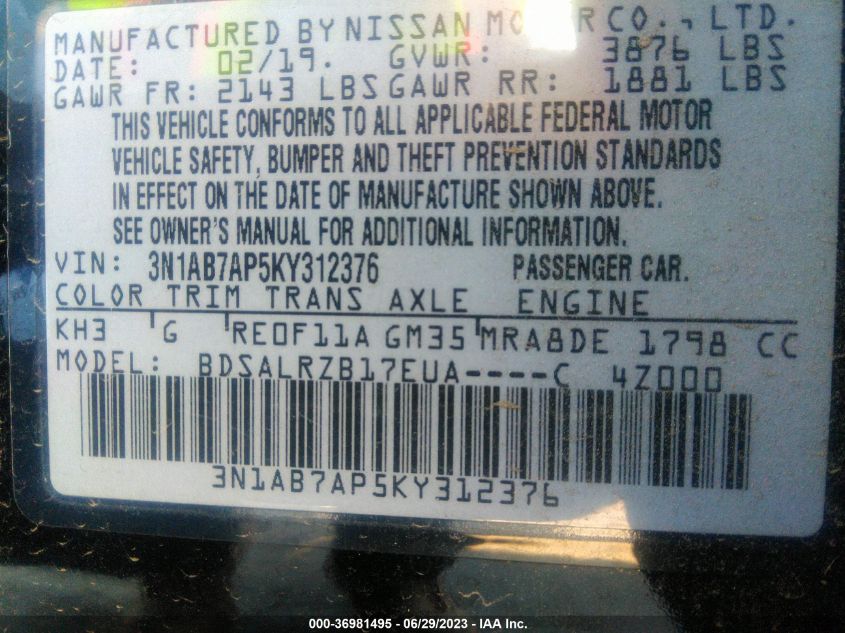 MANUFACTURED BY NISSAN MOTOR CO., LTD.
DATE: 02/19. GVWR: 3876 LBS
GAWR FR: 2143 LBS GAWR RR: 1881 LBS
THIS VEHICLE CONFORMS TO ALL APPLICABLE FEDERAL MOTOR
VEHICLE SAFETY, BUMPER AND THEFT PREVENTION STANDARDS
IN EFFECT ON THE DATE OF MANUFACTURE SHOWN ABOVE.
SEE OWNER'S MANUAL FOR ADDITIONAL INFORMATION.
VIN: 3N1AB7AP5KY312376 PASSENGER CAR.
COLOR TRIM TRANS AXLE ENGINE
KH3 G RE0F11A GM35 MRA8DE 1798 CC
MODEL: BDSALRZB17EUA----C 4Z000
3N1AB7AP5KY312376
000-36981495 - 06/29/2023 - IAA Inc.